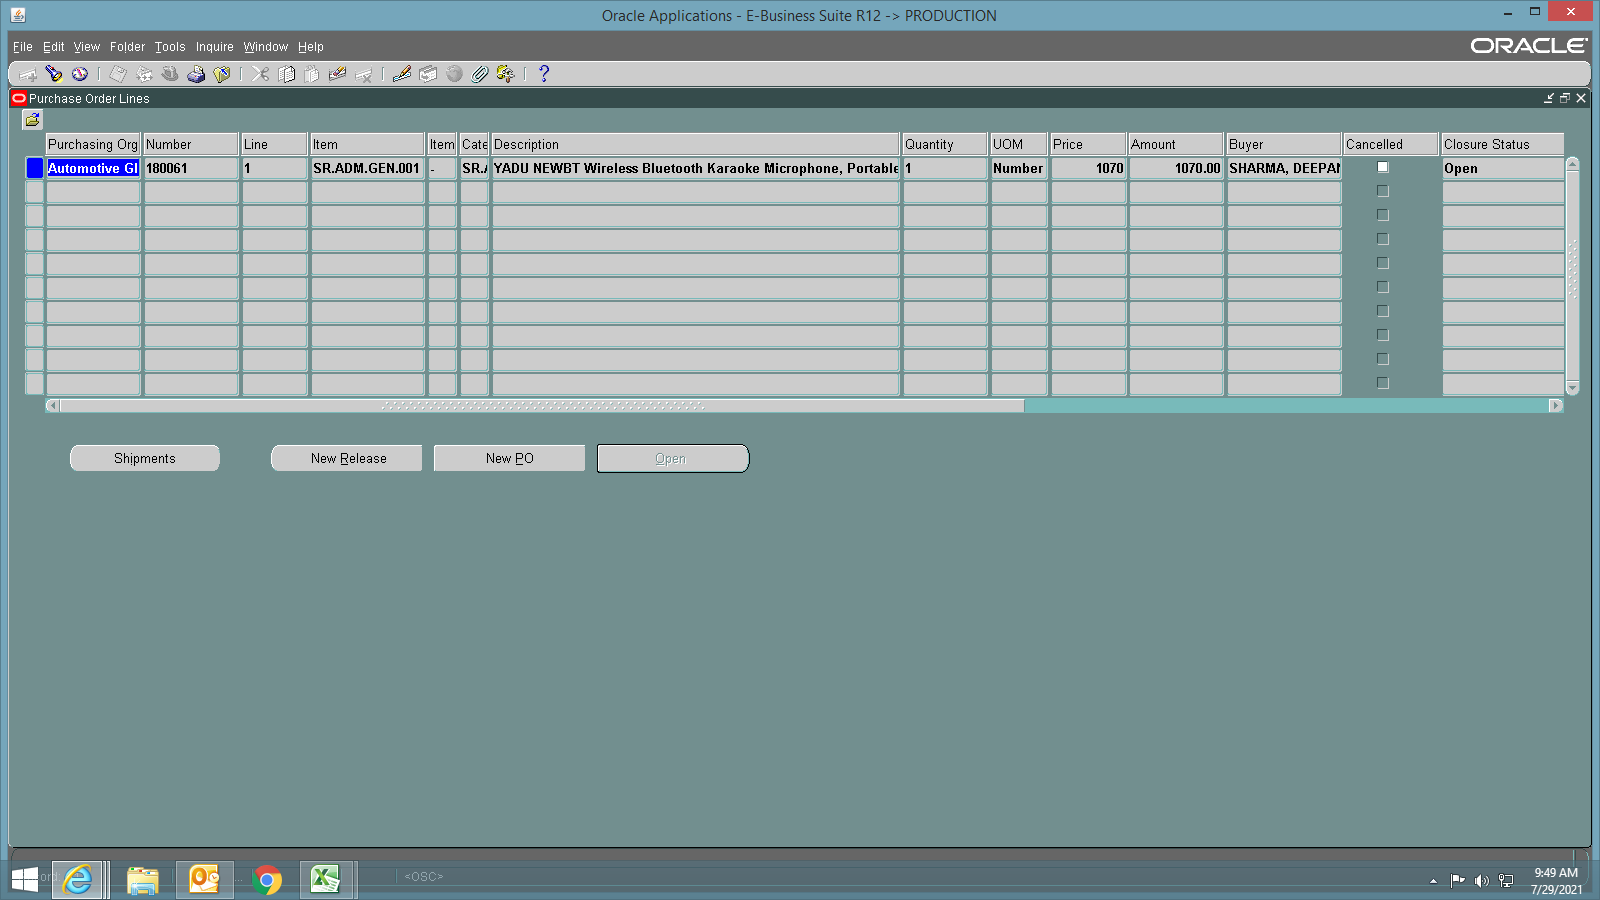 Oracle Applications - E-Business Suite R12 -> PRODUCTION
File Edit View Folder Tools Inquire Window Help
ORACLE
Purchase Order Lines
Purchasing Org Number Line Item Item Cate Description Quantity UOM Price Amount Buyer Cancelled Closure Status
Automotive Gl 180061 1 SR.ADM.GEN.001 - SR./ YADU NEWBT Wireless Bluetooth Karaoke Microphone, Portable 1 Number 1070 1070.00 SHARMA, DEEPAN Open
Shipments New Release New PO Open
<OSC>
9:49 AM
7/29/2021